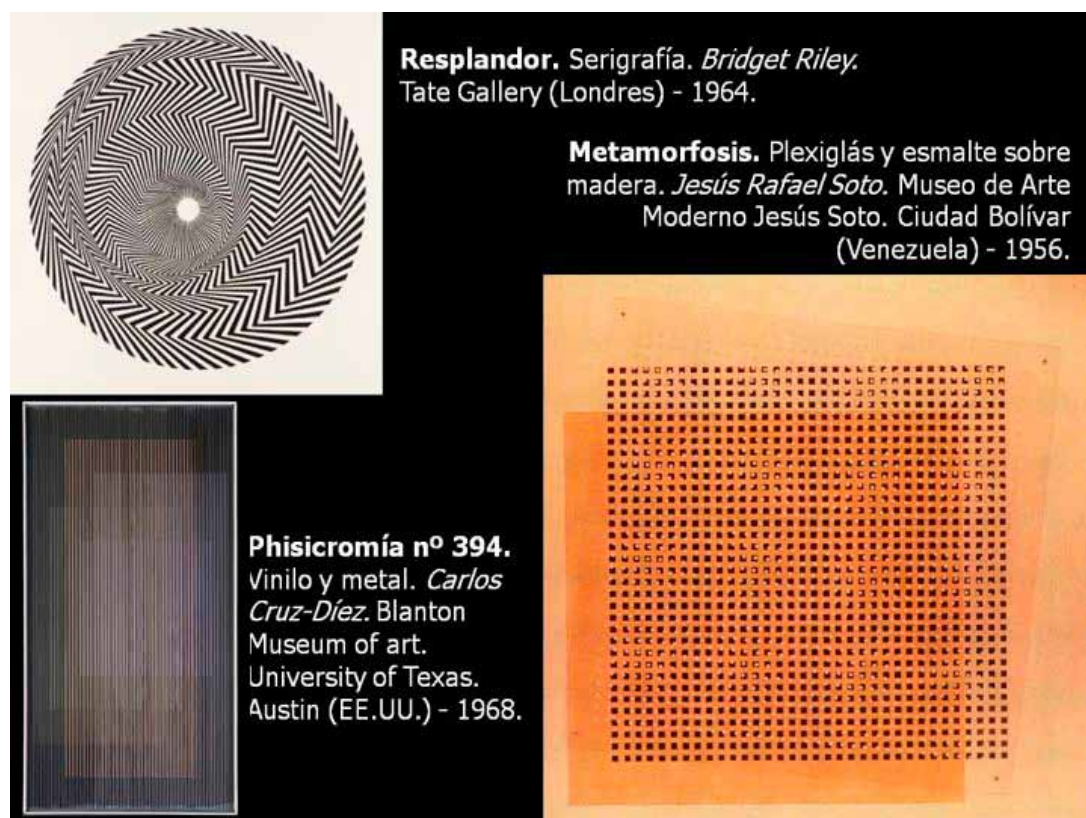 Resplandor. Serigrafía. Bridget Riley.
Tate Gallery (Londres) - 1964.
Metamorfosis. Plexiglás y esmalte sobre
madera. Jesús Rafael Soto. Museo de Arte
Moderno Jesús Soto. Ciudad Bolívar
(Venezuela) - 1956.
Phisicromía nº 394.
Vinilo y metal. Carlos
Cruz-Díez. Blanton
Museum of art.
University of Texas.
Austin (EE.UU.) - 1968.